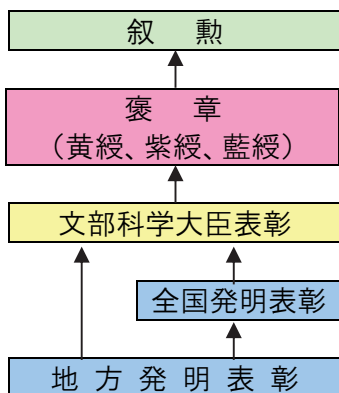 叙　勲
褒　章
（黄綬、紫綬、藍綬）
文部科学大臣表彰
全国発明表彰
地方発明表彰